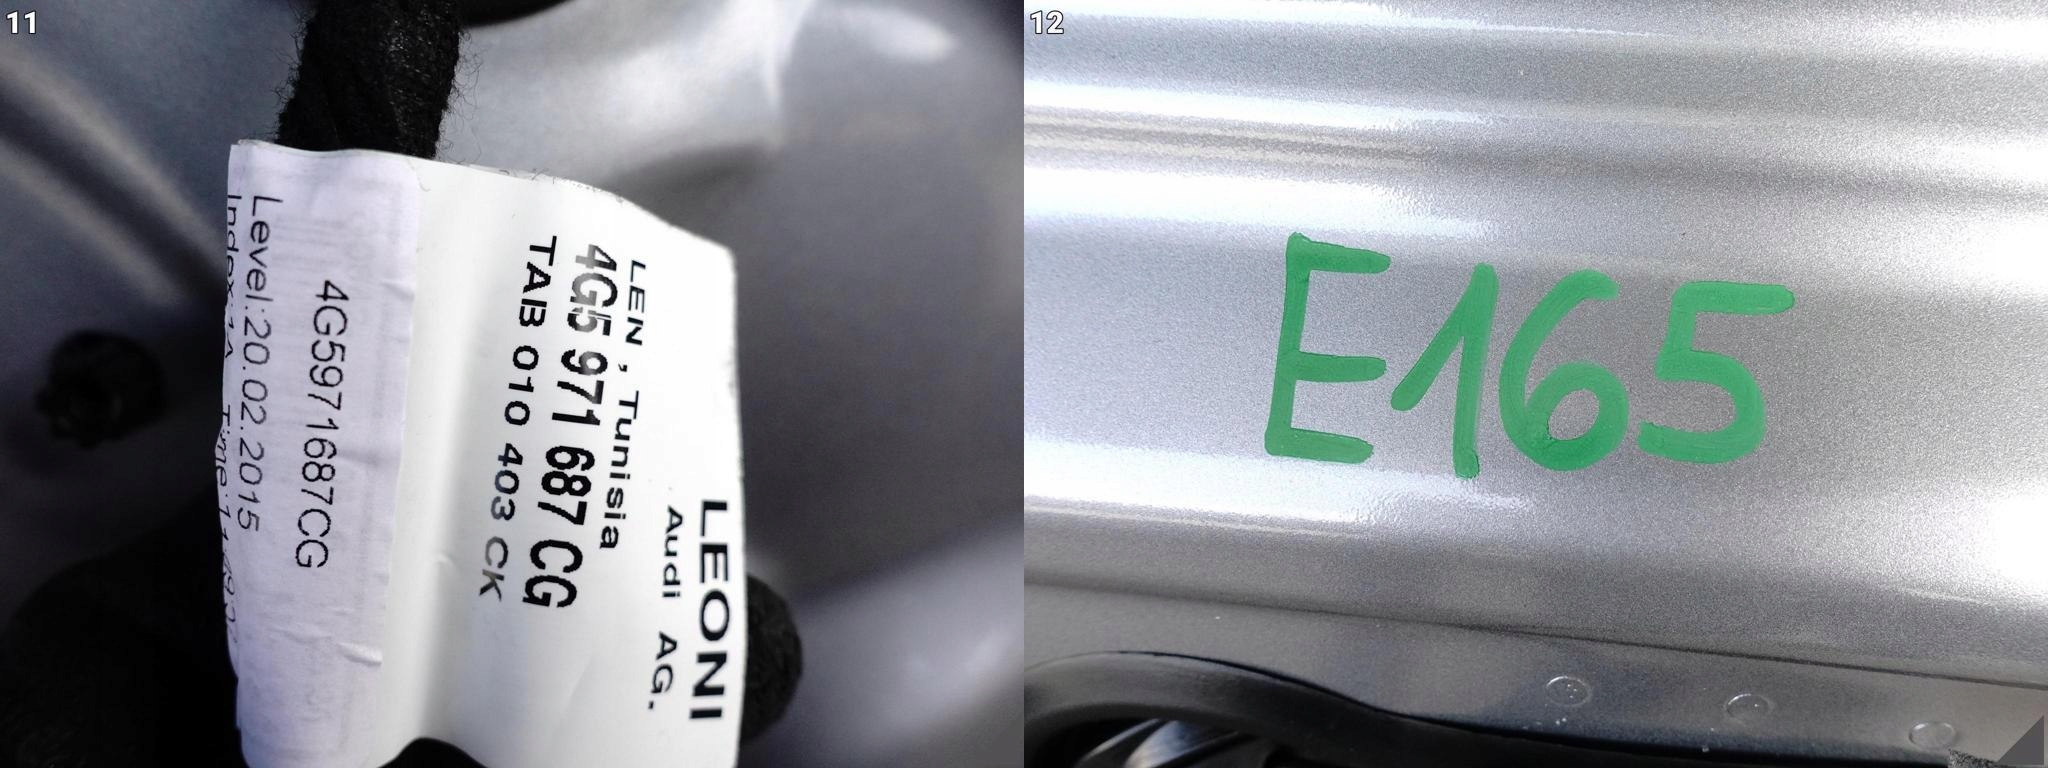 11
LEONI
Audi AG.
LEN , Tunisia
4G5 971 687 CG
TAB 010 403 CK
4G5971687CG
Level:20.02.2015
12
E165